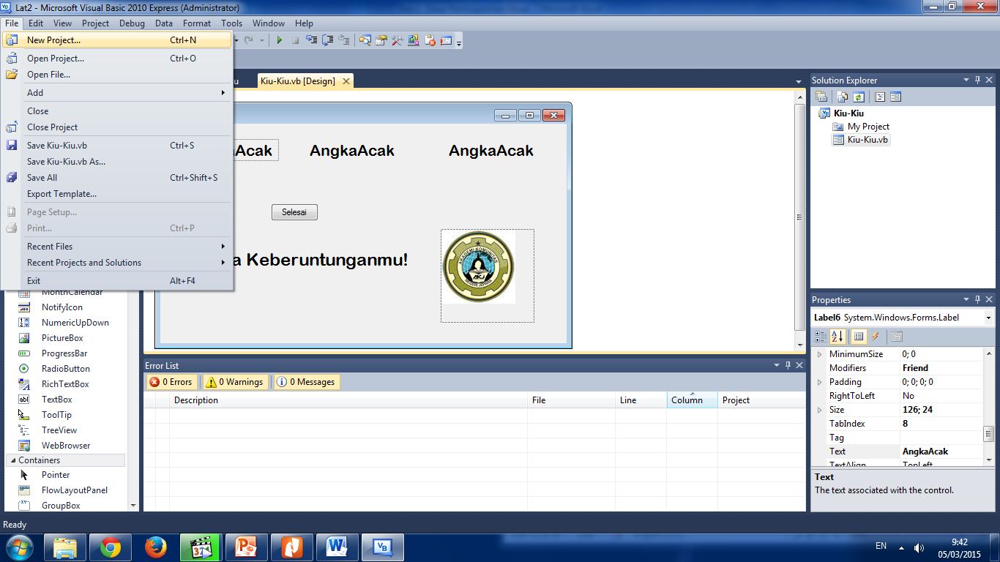 Lat2 - Microsoft Visual Basic 2010 Express (Administrator)
File Edit View Project Debug Data Format Tools Window Help
New Project... Ctrl+N
Open Project... Ctrl+O
Open File...
Add
Close
Close Project
Save Kiu-Kiu.vb Ctrl+S
Save Kiu-Kiu.vb As...
Save All Ctrl+Shift+S
Export Template...
Page Setup...
Print... Ctrl+P
Recent Files
Recent Projects and Solutions
Exit Alt+F4
Kiu-Kiu.vb [Design]
Acak AngkaAcak AngkaAcak
Selesai
a Keberuntunganmu!
AKADEMI KOMUNITAS
NEGERI JEPARA
AKJ
MonthCalendar
NotifyIcon
NumericUpDown
PictureBox
ProgressBar
RadioButton
RichTextBox
TextBox
ToolTip
TreeView
WebBrowser
Containers
Pointer
FlowLayoutPanel
GroupBox
Error List
0 Errors 0 Warnings 0 Messages
Description File Line Column Project
Solution Explorer
Kiu-Kiu
My Project
Kiu-Kiu.vb
Properties
Label6 System.Windows.Forms.Label
MinimumSize 0; 0
Modifiers Friend
Padding 0; 0; 0; 0
RightToLeft No
Size 126; 24
TabIndex 8
Tag
Text AngkaAcak
TextAlign TopLeft
Text
The text associated with the control.
Ready
EN
9:42
05/03/2015